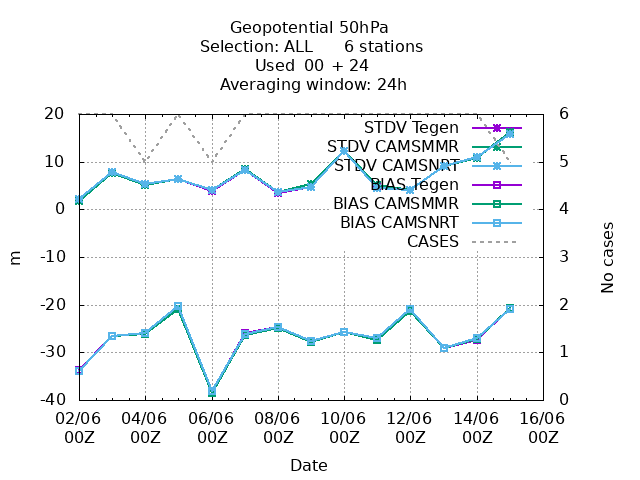 Geopotential 50hPa
Selection: ALL 6 stations
Used 00 + 24
Averaging window: 24h
20
10
0
-10
-20
-30
-40
m
6
5
4
3
2
1
0
No cases
STDV Tegen
STDV CAMSMMR
STDV CAMSNRT
BIAS Tegen
BIAS CAMSMMR
BIAS CAMSNRT
CASES
02/06 04/06 06/06 08/06 10/06 12/06 14/06 16/06
00Z 00Z 00Z 00Z 00Z 00Z 00Z 00Z
Date